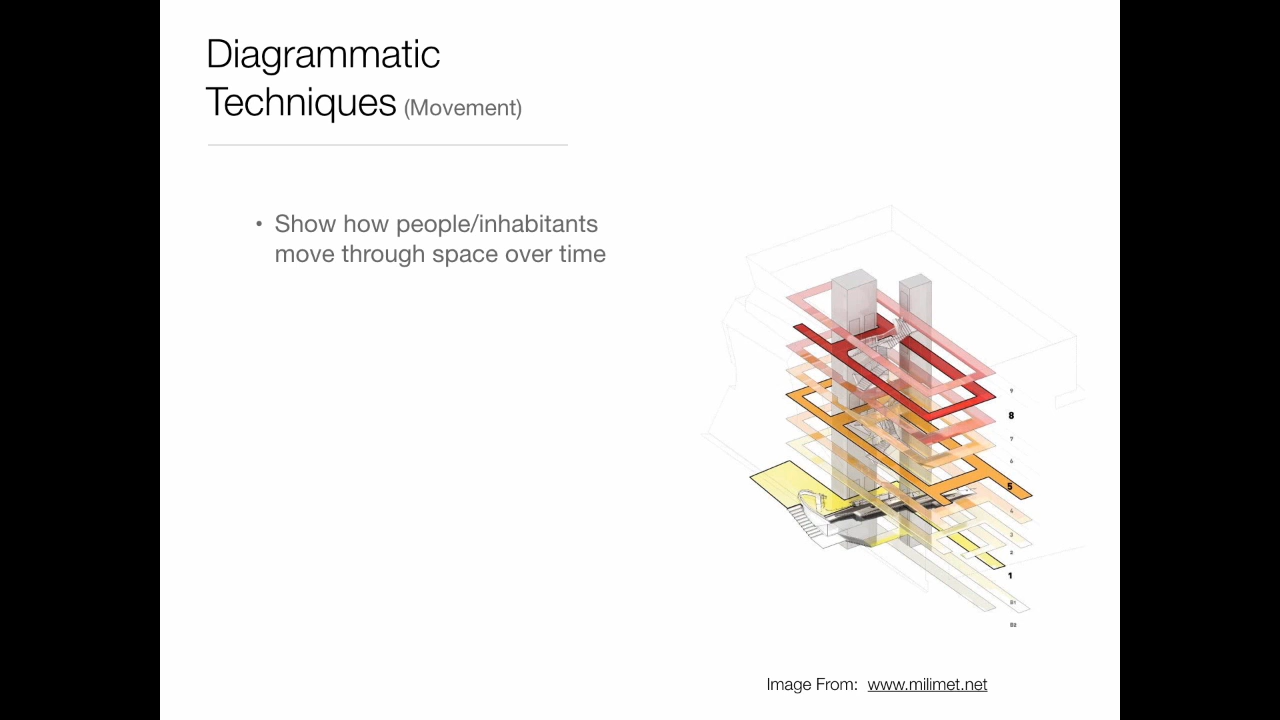 Diagrammatic
Techniques (Movement)
• Show how people/inhabitants
move through space over time
9
8
7
6
5
4
3
2
1
B1
B2
Image From: www.milimet.net